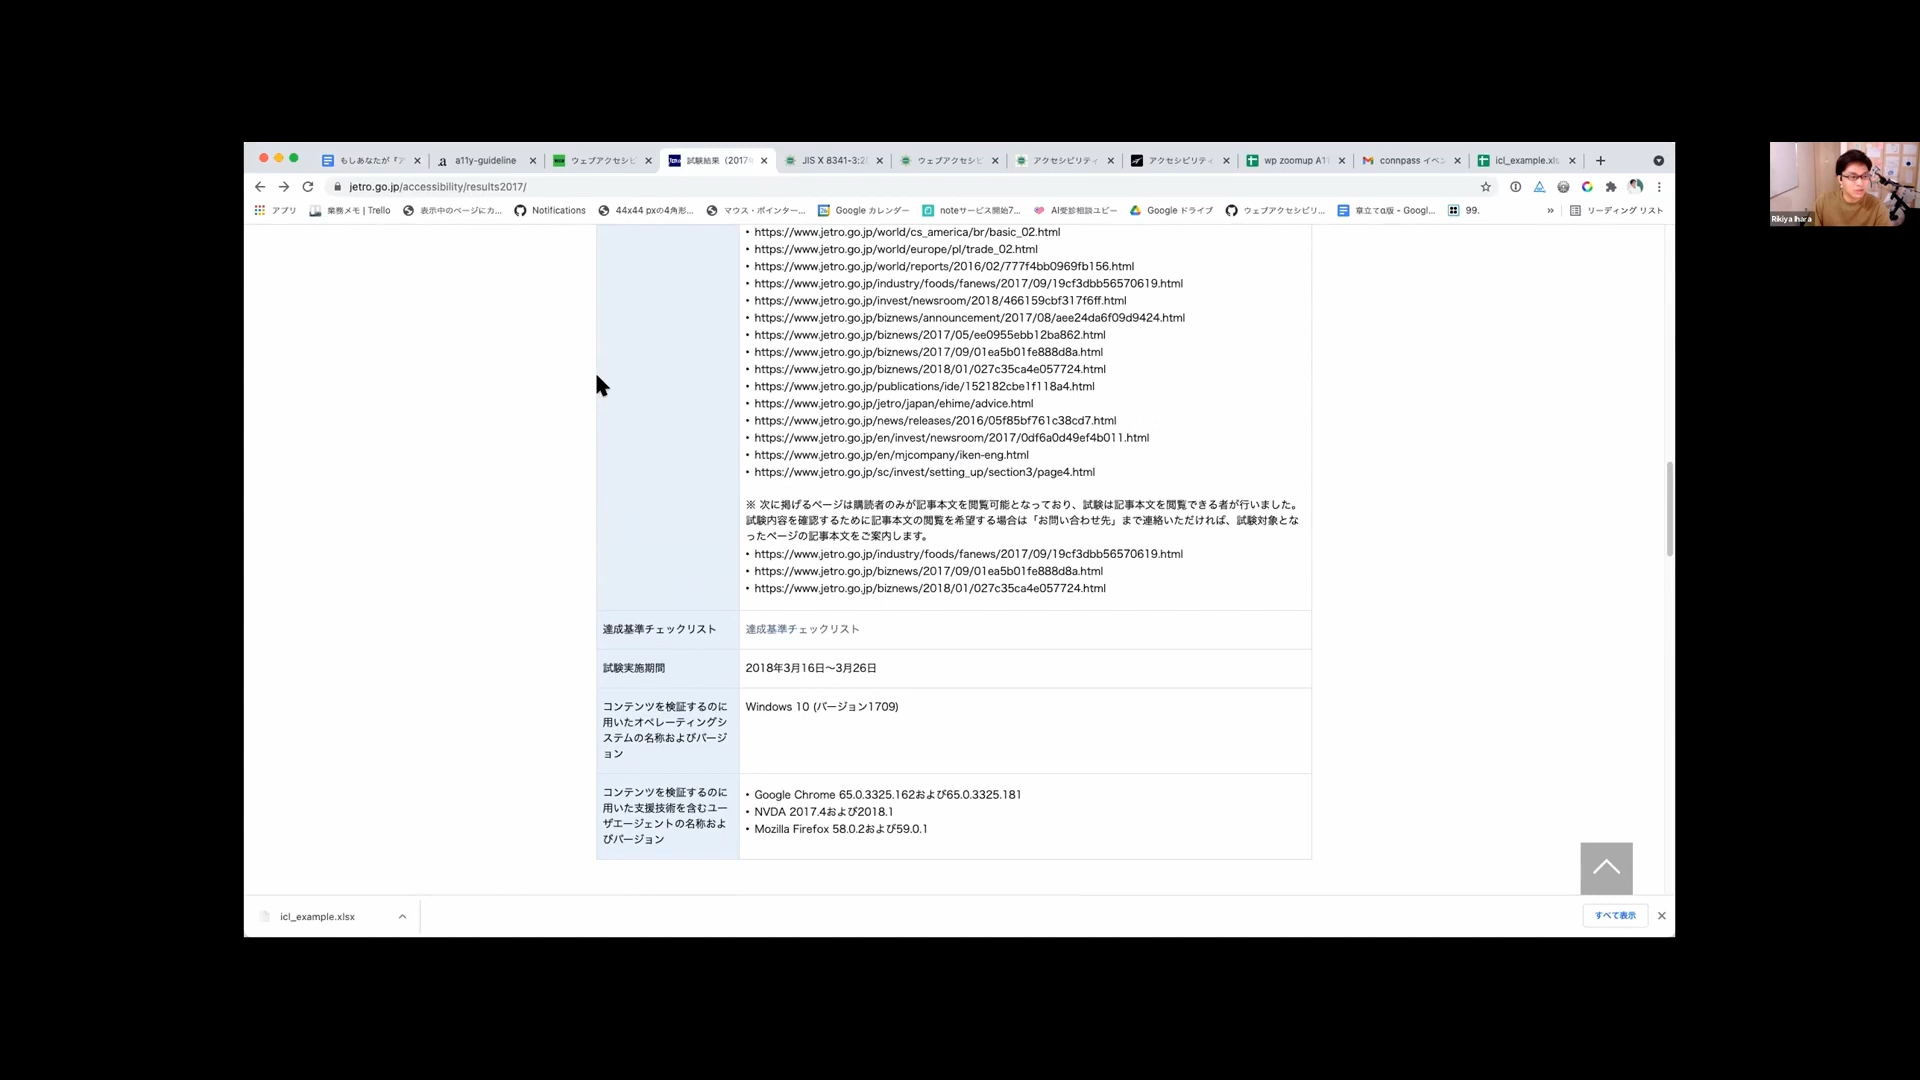 もしあなたが「ア
a11y-guideline
ウェブアクセシビ
試験結果（2017年
JIS X 8341-3:2
ウェブアクセシビ
アクセシビリティ
アクセシビリティ
wp zoomup A11
connpass イベン
icl_example.xls
jetro.go.jp/accessibility/results2017/
アプリ
業務メモ | Trello
表示中のページにカ...
Notifications
44x44 pxの4角形...
マウス・ポインター...
Google カレンダー
noteサービス開始7...
AI受診相談ユビー
Google ドライブ
ウェブアクセシビリ...
章立てα版 - Googl...
99.
»
リーディング リスト
Rikiya Ihara
• https://www.jetro.go.jp/world/cs_america/br/basic_02.html
• https://www.jetro.go.jp/world/europe/pl/trade_02.html
• https://www.jetro.go.jp/world/reports/2016/02/777f4bb0969fb156.html
• https://www.jetro.go.jp/industry/foods/fanews/2017/09/19cf3dbb56570619.html
• https://www.jetro.go.jp/invest/newsroom/2018/466159cbf317f6ff.html
• https://www.jetro.go.jp/biznews/announcement/2017/08/aee24da6f09d9424.html
• https://www.jetro.go.jp/biznews/2017/05/ee0955ebb12ba862.html
• https://www.jetro.go.jp/biznews/2017/09/01ea5b01fe888d8a.html
• https://www.jetro.go.jp/biznews/2018/01/027c35ca4e057724.html
• https://www.jetro.go.jp/publications/ide/152182cbe1f118a4.html
• https://www.jetro.go.jp/jetro/japan/ehime/advice.html
• https://www.jetro.go.jp/news/releases/2016/05f85bf761c38cd7.html
• https://www.jetro.go.jp/en/invest/newsroom/2017/0df6a0d49ef4b011.html
• https://www.jetro.go.jp/en/mjcompany/iken-eng.html
• https://www.jetro.go.jp/sc/invest/setting_up/section3/page4.html
※ 次に掲げるページは購読者のみが記事本文を閲覧可能となっており、試験は記事本文を閲覧できる者が行いました。
試験内容を確認するために記事本文の閲覧を希望する場合は「お問い合わせ先」まで連絡いただければ、試験対象とな
ったページの記事本文をご案内します。
• https://www.jetro.go.jp/industry/foods/fanews/2017/09/19cf3dbb56570619.html
• https://www.jetro.go.jp/biznews/2017/09/01ea5b01fe888d8a.html
• https://www.jetro.go.jp/biznews/2018/01/027c35ca4e057724.html
達成基準チェックリスト
達成基準チェックリスト
試験実施期間
2018年3月16日～3月26日
コンテンツを検証するのに
用いたオペレーティングシ
ステムの名称およびバージ
ョン
Windows 10 (バージョン1709)
コンテンツを検証するのに
用いた支援技術を含むユー
ザエージェントの名称およ
びバージョン
• Google Chrome 65.0.3325.162および65.0.3325.181
• NVDA 2017.4および2018.1
• Mozilla Firefox 58.0.2および59.0.1
icl_example.xlsx
すべて表示